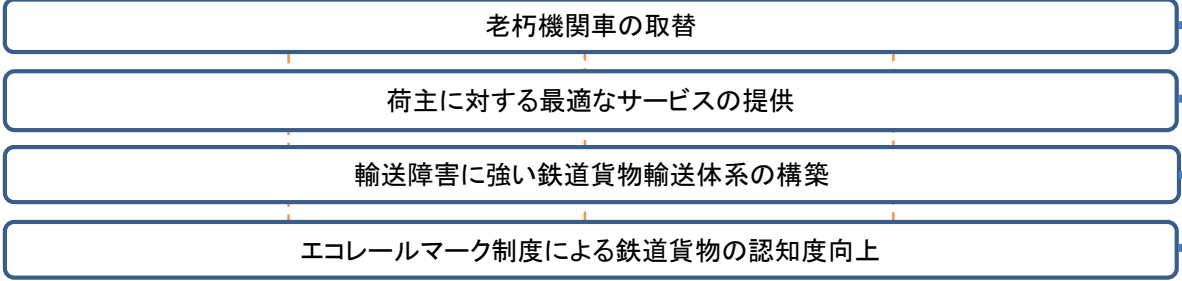 老朽機関車の取替
荷主に対する最適なサービスの提供
輸送障害に強い鉄道貨物輸送体系の構築
エコレールマーク制度による鉄道貨物の認知度向上